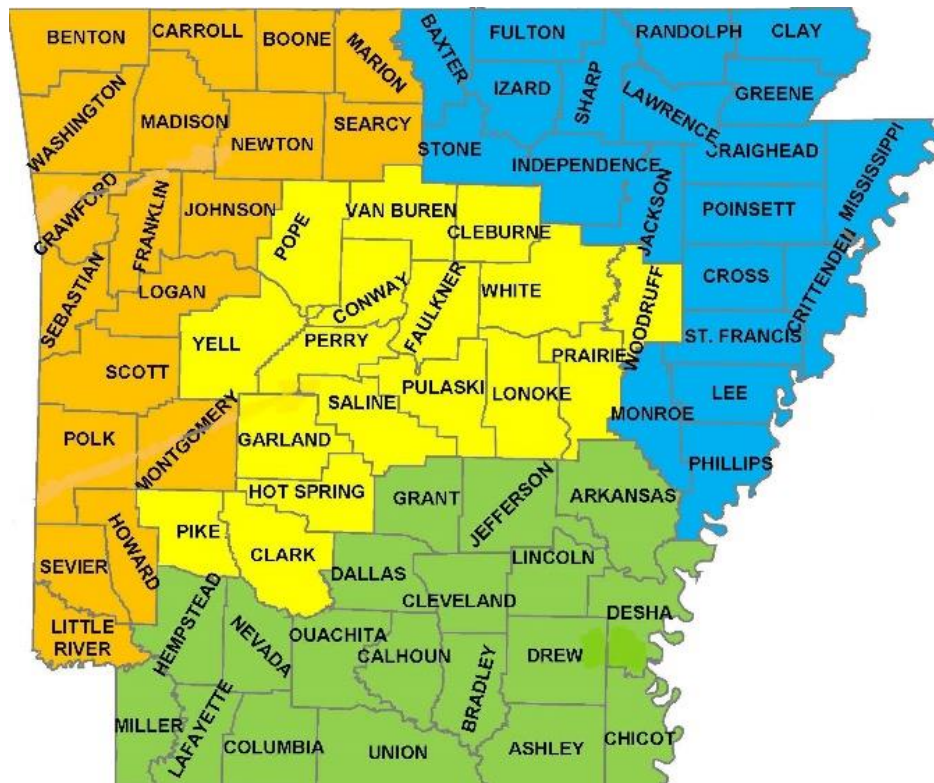 BENTON
CARROLL
BOONE
MARION
BAXTER
FULTON
RANDOLPH
CLAY
IZARD
SHARP
LAWRENCE
GREENE
WASHINGTON
MADISON
NEWTON
SEARCY
STONE
INDEPENDENCE
CRAIGHEAD
MISSISSIPPI
CRAWFORD
FRANKLIN
JOHNSON
POPE
VAN BUREN
CLEBURNE
JACKSON
POINSETT
SEBASTIAN
LOGAN
CONWAY
FAULKNER
WHITE
WOODRUFF
CROSS
CRITTENDEN
YELL
PERRY
PRAIRIE
ST. FRANCIS
SCOTT
SALINE
PULASKI
LONOKE
MONROE
LEE
POLK
MONTGOMERY
GARLAND
PHILLIPS
HOT SPRING
GRANT
JEFFERSON
ARKANSAS
HOWARD
PIKE
CLARK
SEVIER
DALLAS
LINCOLN
CLEVELAND
DESHA
LITTLE
RIVER
HEMPSTEAD
NEVADA
OUACHITA
CALHOUN
BRADLEY
DREW
MILLER
LAFAYETTE
COLUMBIA
UNION
ASHLEY
CHICOT